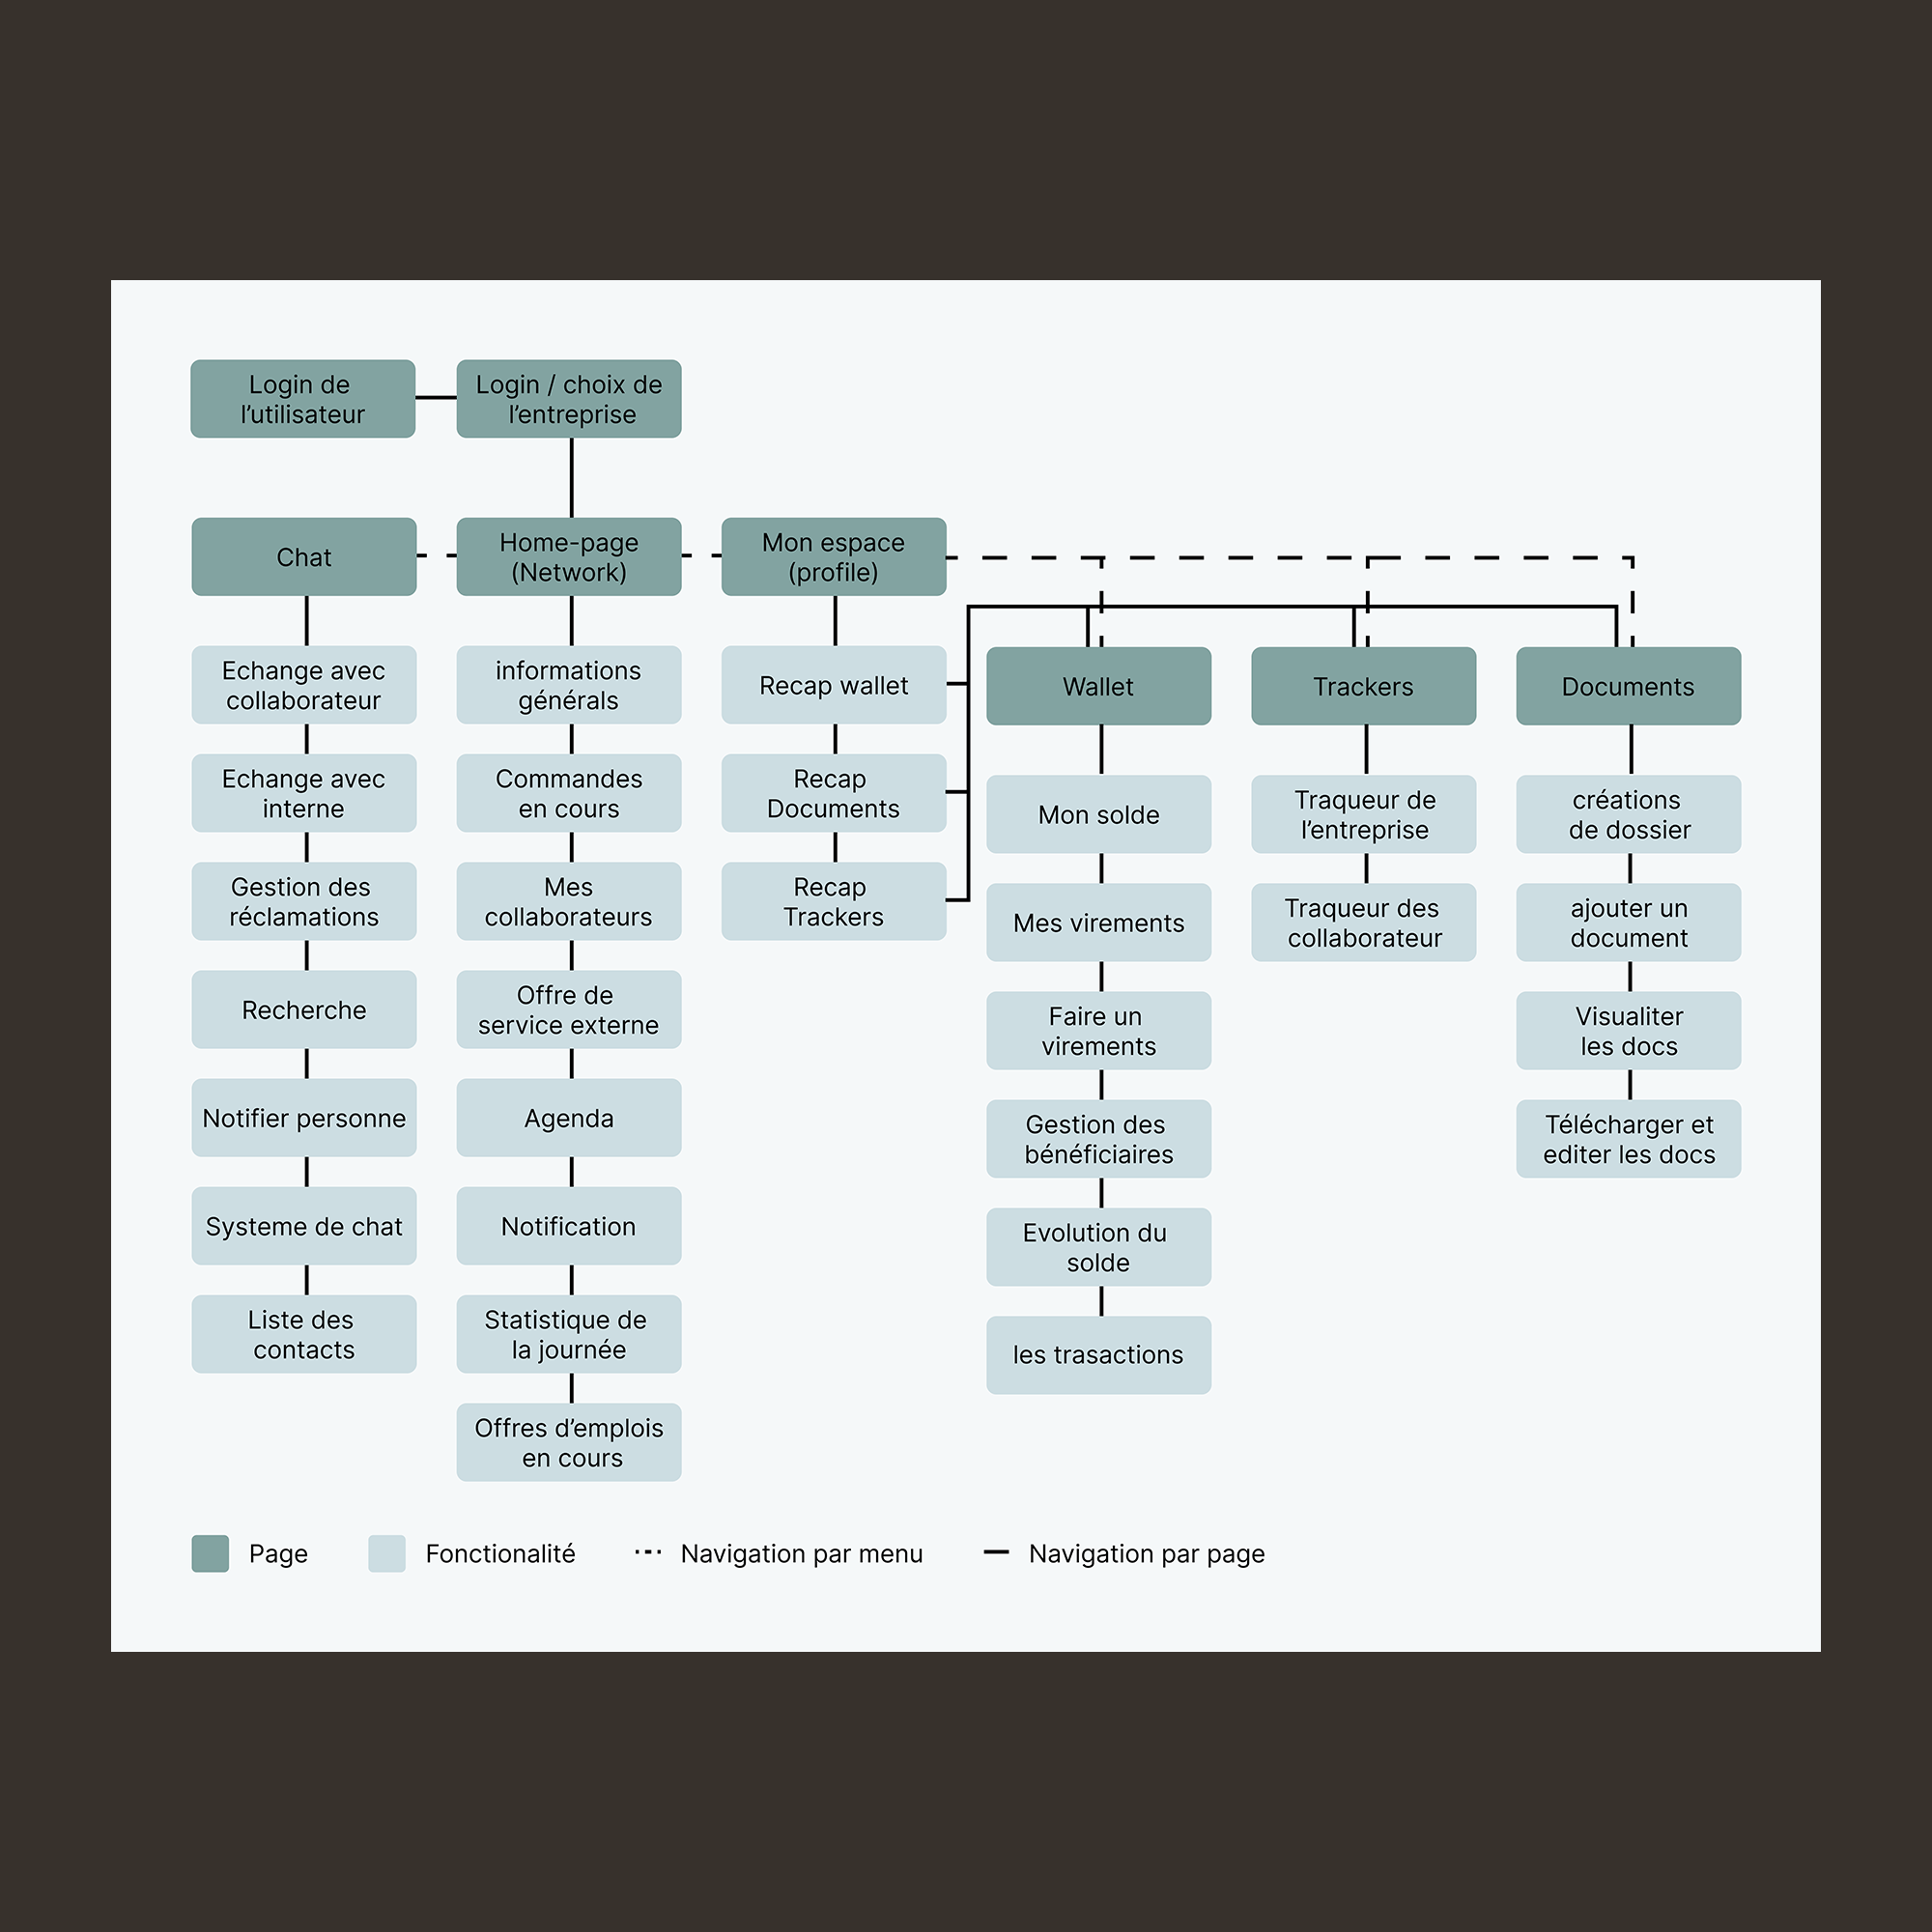 Login de
l’utilisateur
Login / choix de
l’entreprise
Chat
Home-page
(Network)
Mon espace
(profile)
Echange avec
collaborateur
Echange avec
interne
Gestion des
réclamations
Recherche
Notifier personne
Systeme de chat
Liste des
contacts
informations
générals
Commandes
en cours
Mes
collaborateurs
Offre de
service externe
Agenda
Notification
Statistique de
la journée
Offres d’emplois
en cours
Recap wallet
Recap
Documents
Recap
Trackers
Wallet
Mon solde
Mes virements
Faire un
virements
Gestion des
bénéficiaires
Evolution du
solde
les trasactions
Trackers
Traqueur de
l’entreprise
Traqueur des
collaborateur
Documents
créations
de dossier
ajouter un
document
Visualiter
les docs
Télécharger et
editer les docs
Page
Fonctionalité
Navigation par menu
Navigation par page